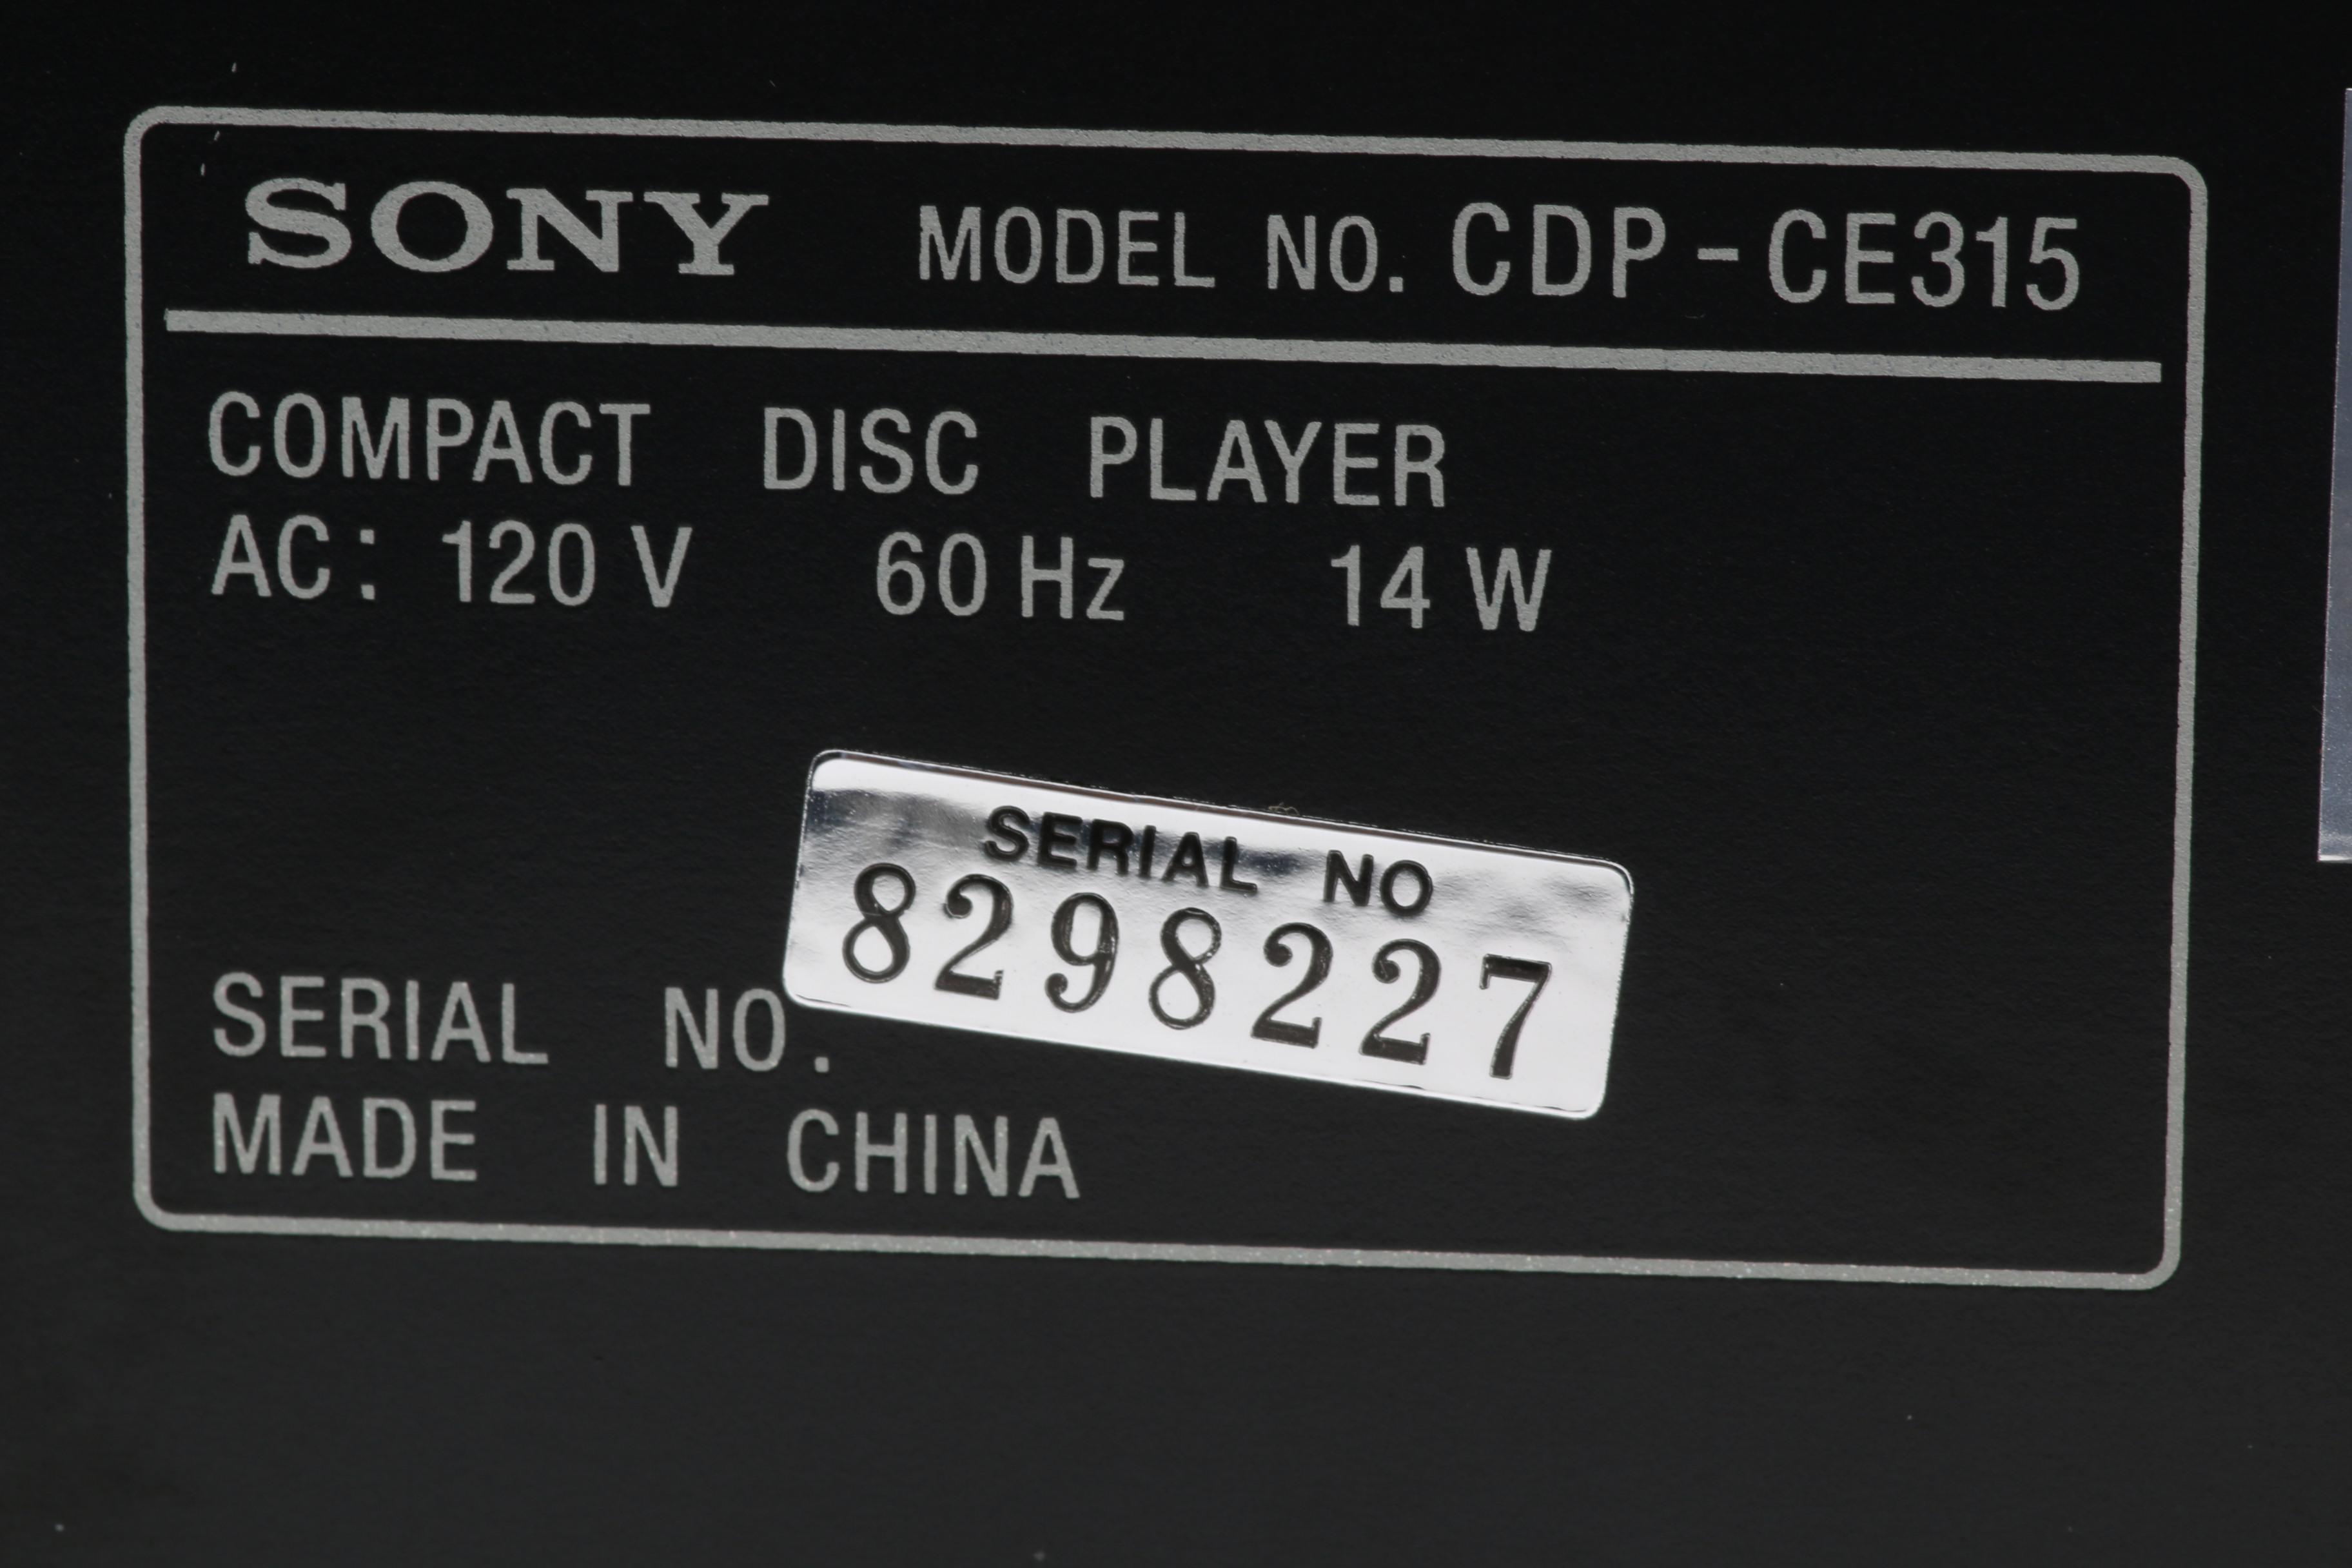 SONY MODEL NO. CDP-CE315
COMPACT DISC PLAYER
AC: 120 V 60 Hz 14 W
SERIAL NO
8298227
SERIAL NO.
MADE IN CHINA